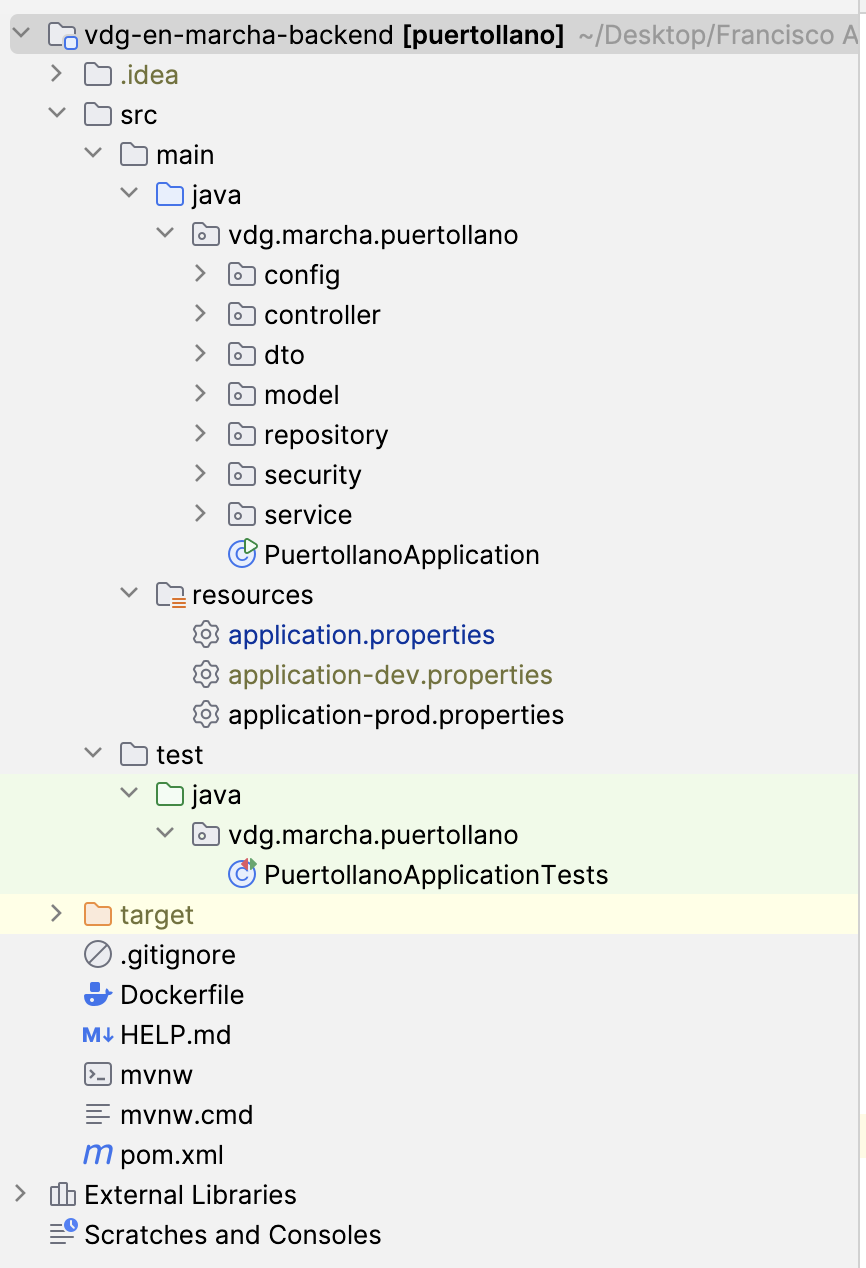 vdg-en-marcha-backend [puertollano] ~/Desktop/Francisco A
.idea
src
main
java
vdg.marcha.puertollano
config
controller
dto
model
repository
security
service
PuertollanoApplication
resources
application.properties
application-dev.properties
application-prod.properties
test
java
vdg.marcha.puertollano
PuertollanoApplicationTests
target
.gitignore
Dockerfile
HELP.md
mvnw
mvnw.cmd
pom.xml
External Libraries
Scratches and Consoles